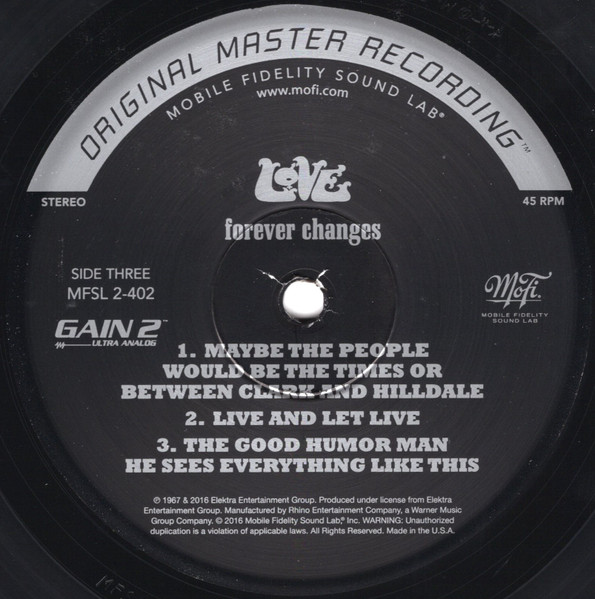 ORIGINAL MASTER RECORDING™
MOBILE FIDELITY SOUND LAB®
www.mofi.com
STEREO
45 RPM
LOVE
forever changes
SIDE THREE
MFSL 2-402
GAIN 2™
ULTRA ANALOG
MoFi.
MOBILE FIDELITY
SOUND LAB
1. MAYBE THE PEOPLE
WOULD BE THE TIMES OR
BETWEEN CLARK AND HILLDALE
2. LIVE AND LET LIVE
3. THE GOOD HUMOR MAN
HE SEES EVERYTHING LIKE THIS
℗ 1967 & 2016 Elektra Entertainment Group. Produced under license from Elektra
Entertainment Group. Manufactured by Rhino Entertainment Company, a Warner Music
Group Company. © 2016 Mobile Fidelity Sound Lab,® Inc. WARNING: Unauthorized
duplication is a violation of applicable laws. All Rights Reserved. Made in the U.S.A.